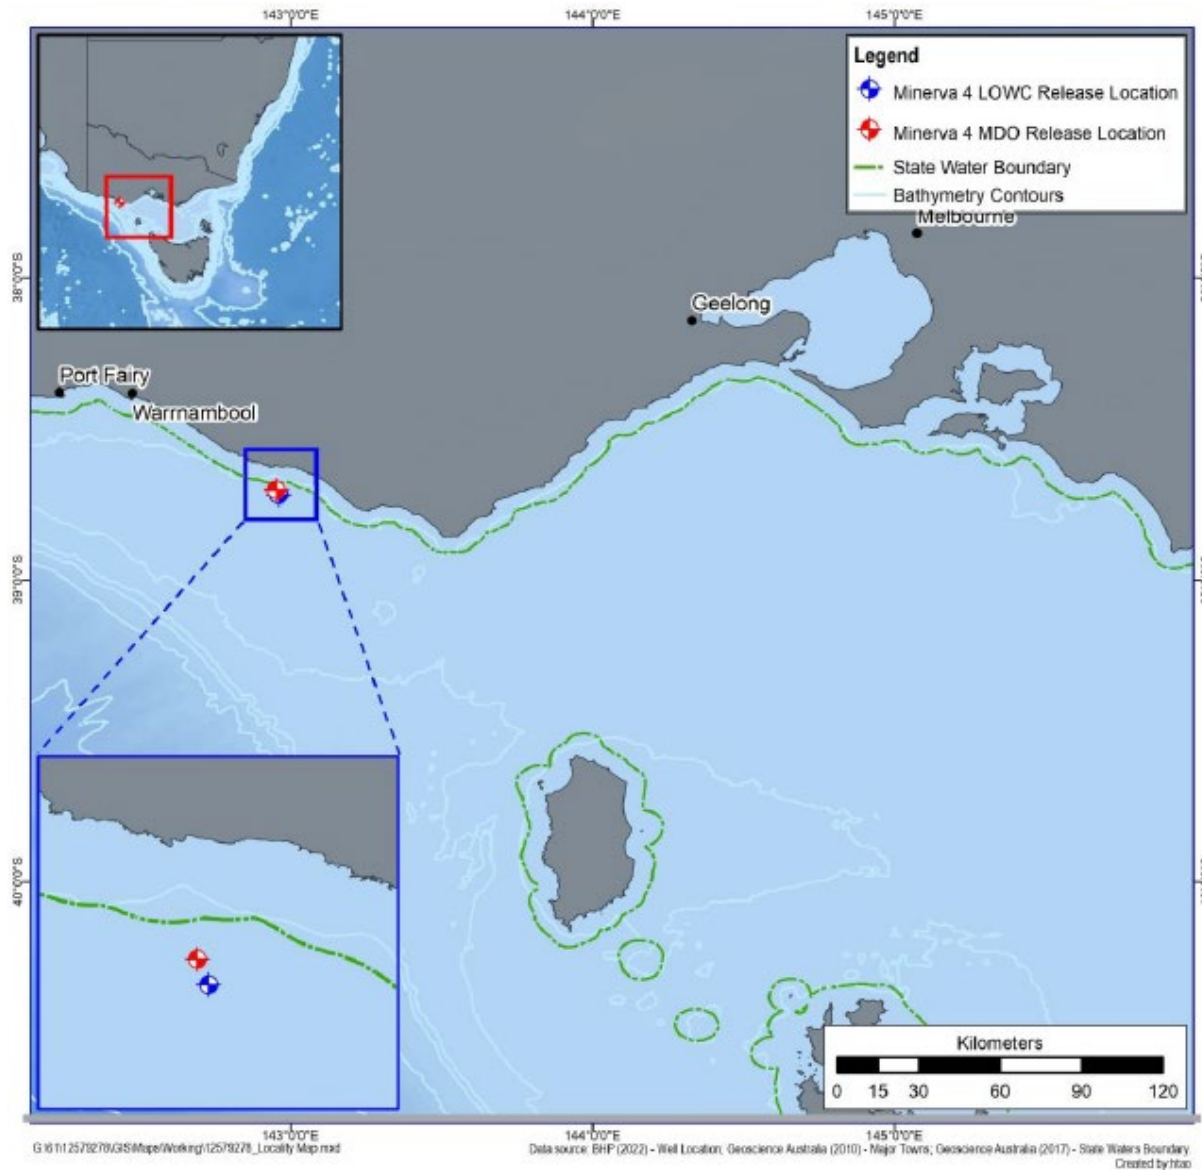 143°0'0"E 144°0'0"E 145°0'0"E
Legend
Minerva 4 LOWC Release Location
Minerva 4 MDO Release Location
State Water Boundary
Bathymetry Contours
Melbourne
38°0'0"S
Geelong
Port Fairy
Warrnambool
39°0'0"S
40°0'0"S
Kilometers
0 15 30 60 90 120
143°0'0"E 144°0'0"E 145°0'0"E
Data source: BHP (2022) - Well Location, Geoscience Australia (2010) - Major Towns; Geoscience Australia (2017) - State Waters Boundary.
Created by:htan